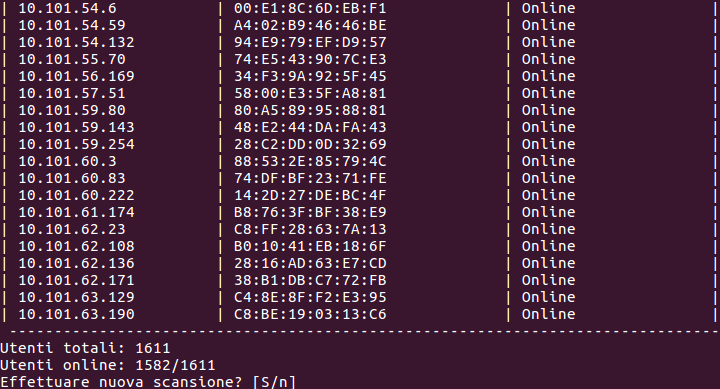 | 10.101.54.6 | 00:E1:8C:6D:EB:F1 | Online |
| 10.101.54.59 | A4:02:B9:46:46:BE | Online |
| 10.101.54.132 | 94:E9:79:EF:D9:57 | Online |
| 10.101.55.70 | 74:E5:43:90:7C:E3 | Online |
| 10.101.56.169 | 34:F3:9A:92:5F:45 | Online |
| 10.101.57.51 | 58:00:E3:5F:A8:81 | Online |
| 10.101.59.80 | 80:A5:89:95:88:81 | Online |
| 10.101.59.143 | 48:E2:44:DA:FA:43 | Online |
| 10.101.59.254 | 28:C2:DD:0D:32:69 | Online |
| 10.101.60.3 | 88:53:2E:85:79:4C | Online |
| 10.101.60.83 | 74:DF:BF:23:71:FE | Online |
| 10.101.60.222 | 14:2D:27:DE:BC:4F | Online |
| 10.101.61.174 | B8:76:3F:BF:38:E9 | Online |
| 10.101.62.23 | C8:FF:28:63:7A:13 | Online |
| 10.101.62.108 | B0:10:41:EB:18:6F | Online |
| 10.101.62.136 | 28:16:AD:63:E7:CD | Online |
| 10.101.62.171 | 38:B1:DB:C7:72:FB | Online |
| 10.101.63.129 | C4:8E:8F:F2:E3:95 | Online |
| 10.101.63.190 | C8:BE:19:03:13:C6 | Online |
-------------------------------------------------------------------------------
Utenti totali: 1611
Utenti online: 1582/1611
Effettuare nuova scansione? [S/n]